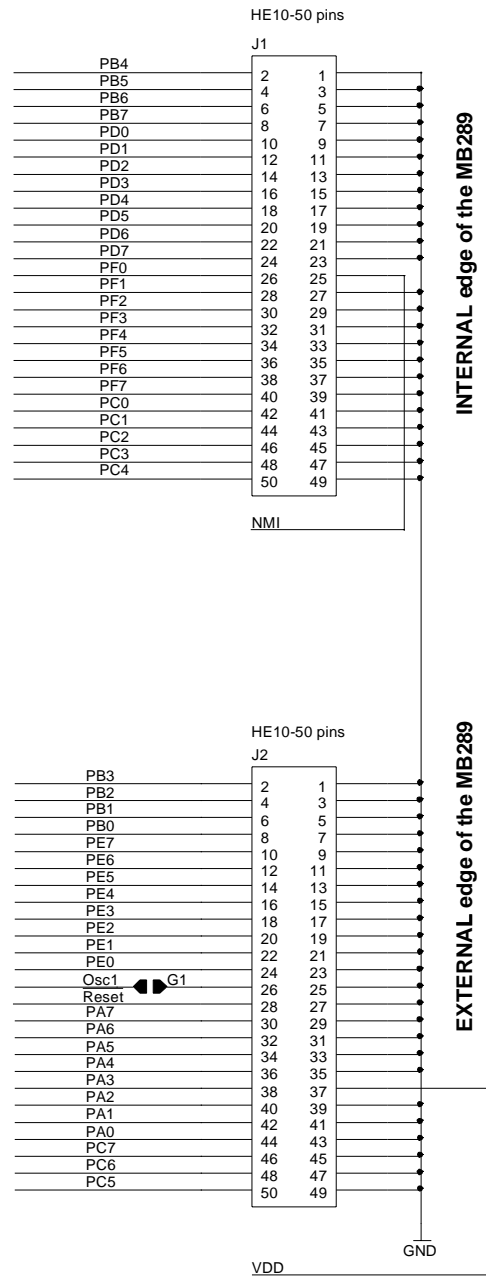 HE10-50 pins
J1
PB4 2 1
PB5 4 3
PB6 6 5
PB7 8 7
PD0 10 9
PD1 12 11
PD2 14 13
PD3 16 15
PD4 18 17
PD5 20 19
PD6 22 21
PD7 24 23
PF0 26 25
PF1 28 27
PF2 30 29
PF3 32 31
PF4 34 33
PF5 36 35
PF6 38 37
PF7 40 39
PC0 42 41
PC1 44 43
PC2 46 45
PC3 48 47
PC4 50 49
NMI
INTERNAL edge of the MB289
HE10-50 pins
J2
PB3 2 1
PB2 4 3
PB1 6 5
PB0 8 7
PE7 10 9
PE6 12 11
PE5 14 13
PE4 16 15
PE3 18 17
PE2 20 19
PE1 22 21
PE0 24 23
Osc1 G1 26 25
Reset 28 27
PA7 30 29
PA6 32 31
PA5 34 33
PA4 36 35
PA3 38 37
PA2 40 39
PA1 42 41
PA0 44 43
PC7 46 45
PC6 48 47
PC5 50 49
EXTERNAL edge of the MB289
GND
VDD